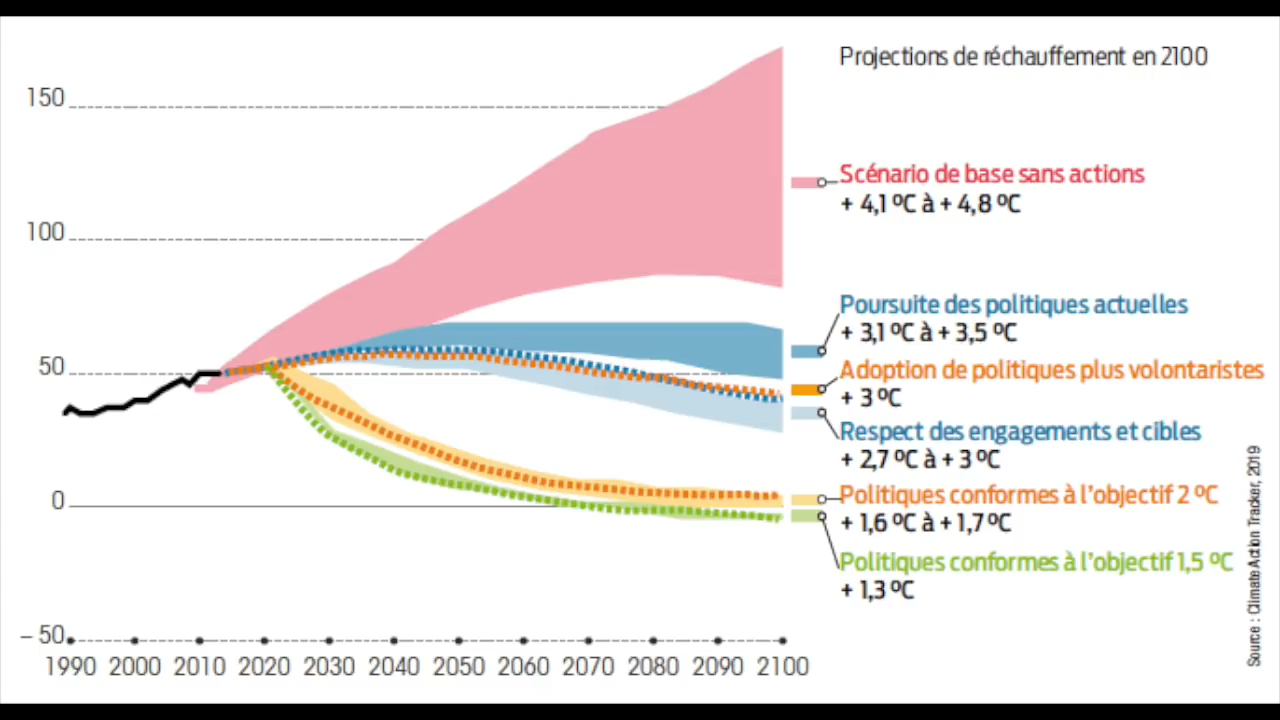 Projections de réchauffement en 2100
150
100
50
0
– 50
1990 2000 2010 2020 2030 2040 2050 2060 2070 2080 2090 2100
Scénario de base sans actions
+ 4,1 ºC à + 4,8 ºC
Poursuite des politiques actuelles
+ 3,1 ºC à + 3,5 ºC
Adoption de politiques plus volontaristes
+ 3 ºC
Respect des engagements et cibles
+ 2,7 ºC à + 3 ºC
Politiques conformes à l'objectif 2 ºC
+ 1,6 ºC à + 1,7 ºC
Politiques conformes à l'objectif 1,5 ºC
+ 1,3 ºC
Source : Climate Action Tracker, 2019